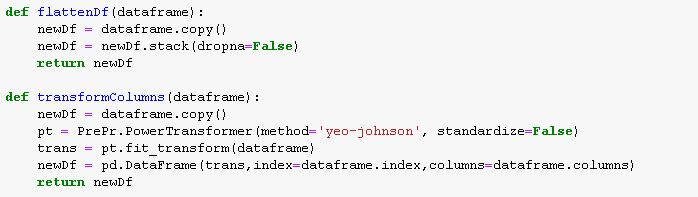 def flattenDf(dataframe):
    newDf = dataframe.copy()
    newDf = newDf.stack(dropna=False)
    return newDf
def transformColumns(dataframe):
    newDf = dataframe.copy()
    pt = PrePr.PowerTransformer(method='yeo-johnson', standardize=False)
    trans = pt.fit_transform(dataframe)
    newDf = pd.DataFrame(trans,index=dataframe.index,columns=dataframe.columns)
    return newDf